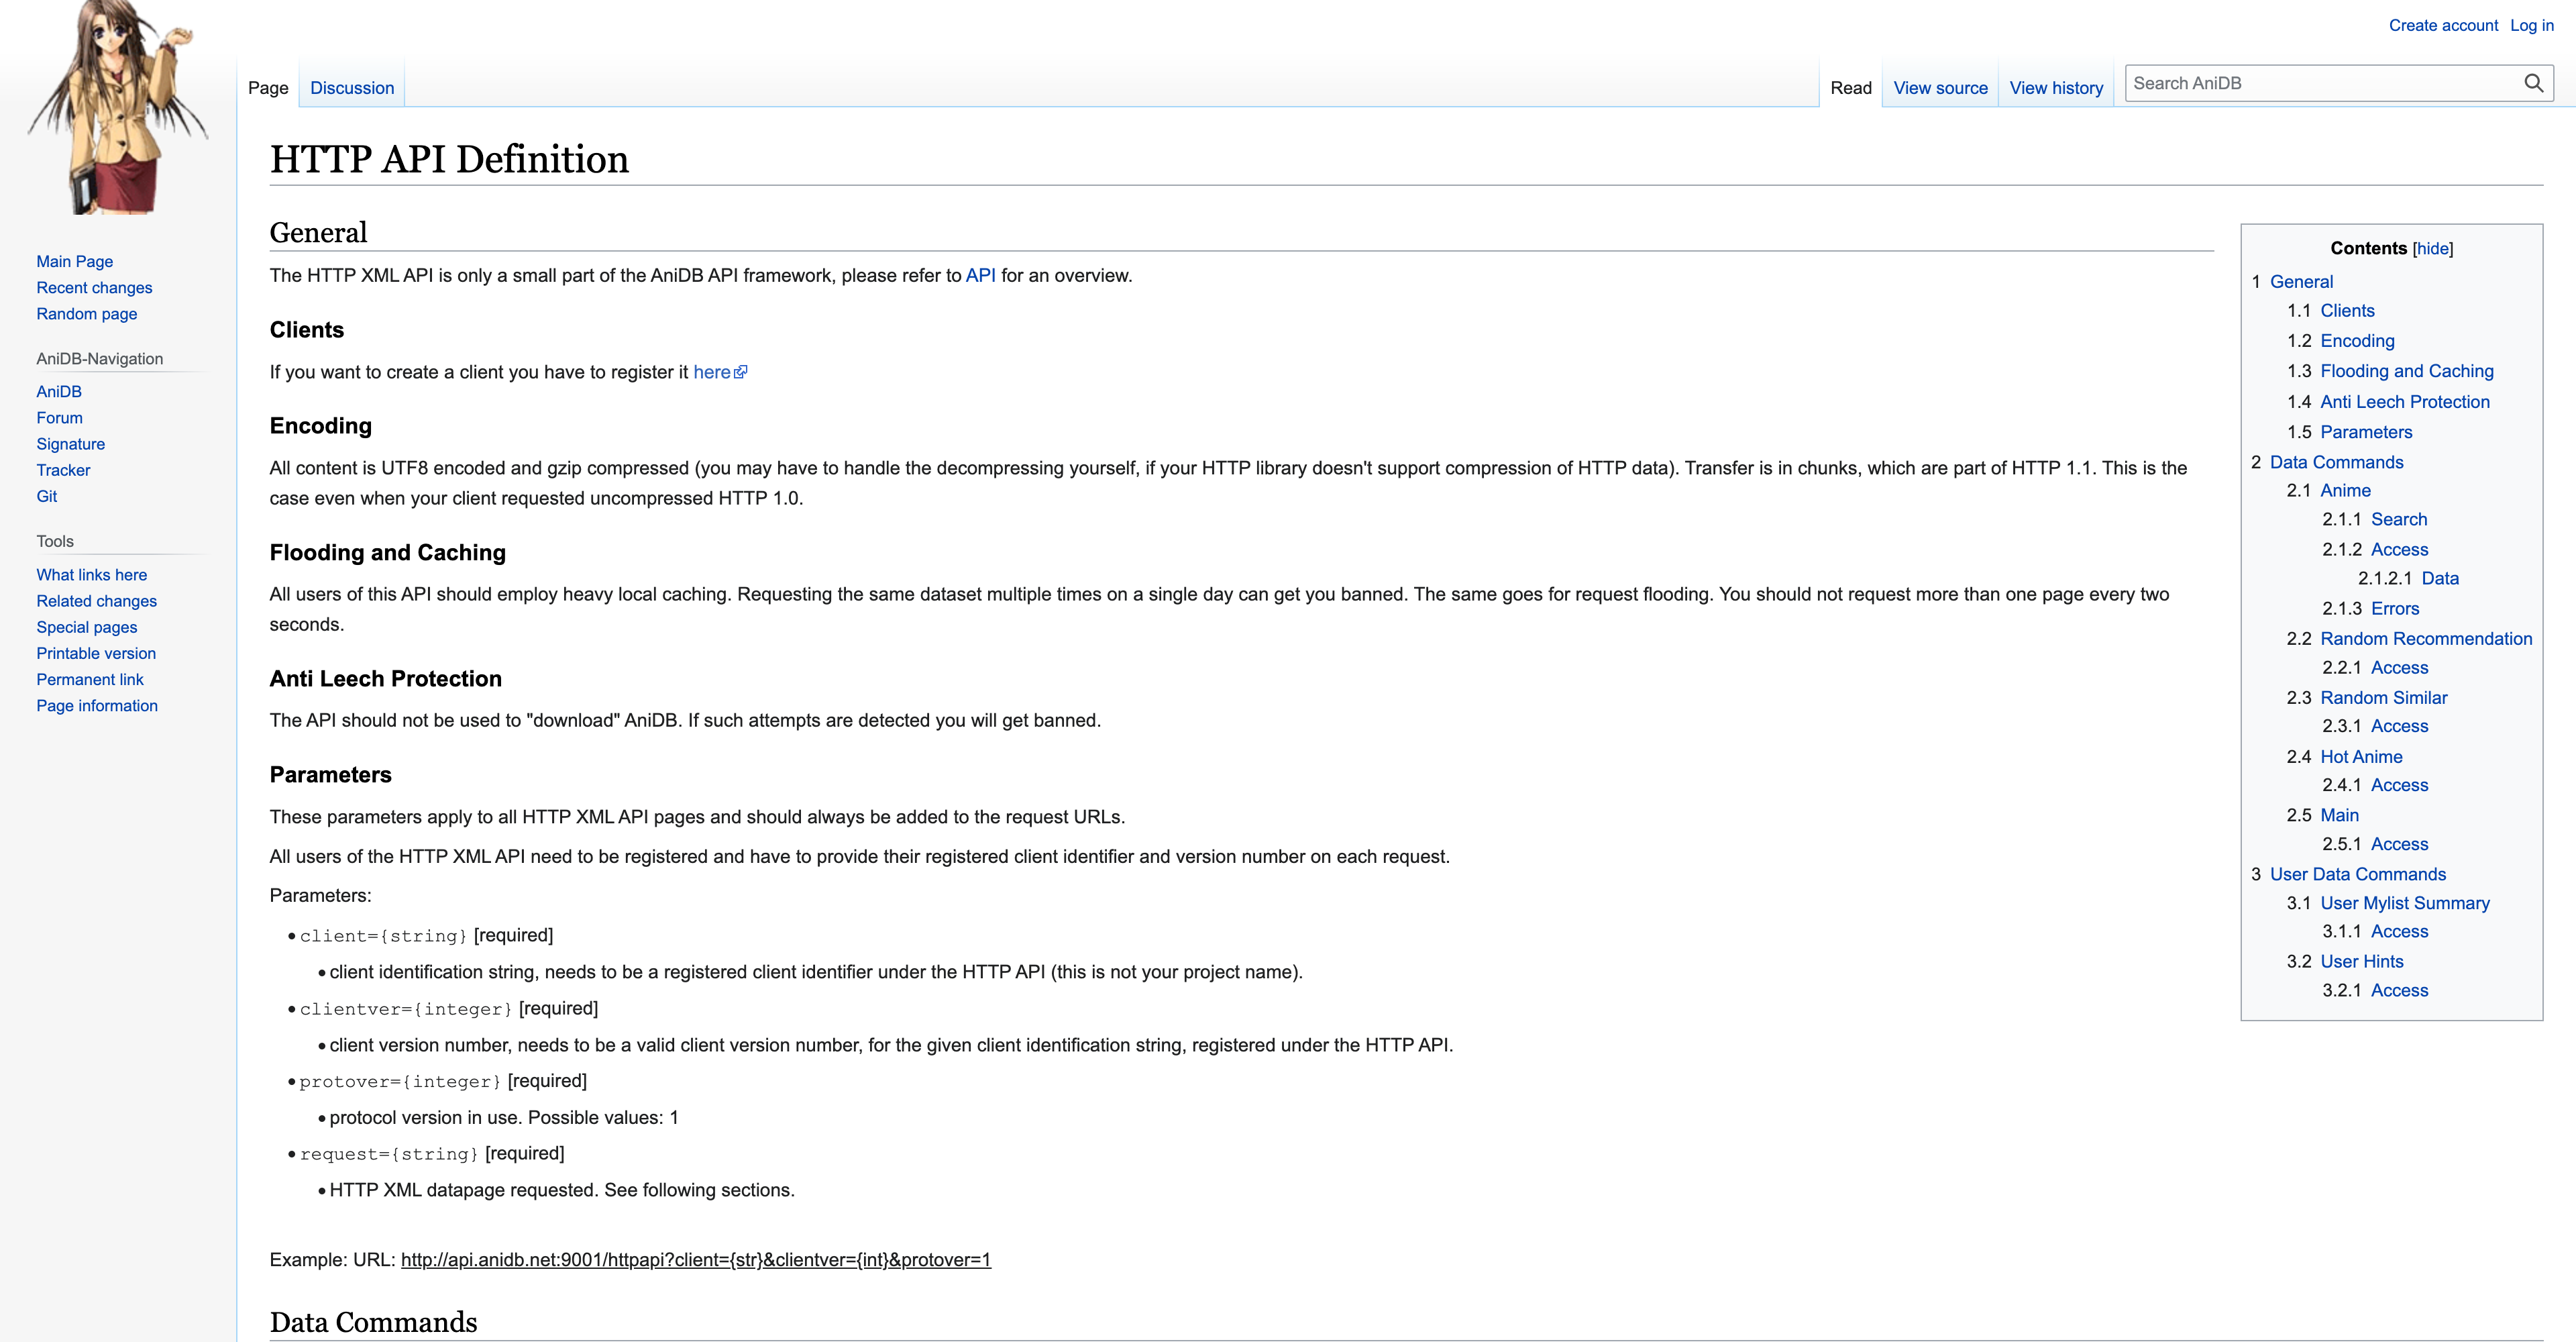 Create account Log in
Page Discussion Read View source View history Search AniDB
HTTP API Definition
Main Page
Recent changes
Random page
AniDB-Navigation
AniDB
Forum
Signature
Tracker
Git
Tools
What links here
Related changes
Special pages
Printable version
Permanent link
Page information
General
The HTTP XML API is only a small part of the AniDB API framework, please refer to API for an overview.
Clients
If you want to create a client you have to register it here
Encoding
All content is UTF8 encoded and gzip compressed (you may have to handle the decompressing yourself, if your HTTP library doesn't support compression of HTTP data). Transfer is in chunks, which are part of HTTP 1.1. This is the
case even when your client requested uncompressed HTTP 1.0.
Flooding and Caching
All users of this API should employ heavy local caching. Requesting the same dataset multiple times on a single day can get you banned. The same goes for request flooding. You should not request more than one page every two
seconds.
Anti Leech Protection
The API should not be used to "download" AniDB. If such attempts are detected you will get banned.
Parameters
These parameters apply to all HTTP XML API pages and should always be added to the request URLs.
All users of the HTTP XML API need to be registered and have to provide their registered client identifier and version number on each request.
Parameters:
• client={string} [required]
• client identification string, needs to be a registered client identifier under the HTTP API (this is not your project name).
• clientver={integer} [required]
• client version number, needs to be a valid client version number, for the given client identification string, registered under the HTTP API.
• protover={integer} [required]
• protocol version in use. Possible values: 1
• request={string} [required]
• HTTP XML datapage requested. See following sections.
Example: URL: http://api.anidb.net:9001/httpapi?client={str}&clientver={int}&protover=1
Data Commands
Contents [hide]
1 General
1.1 Clients
1.2 Encoding
1.3 Flooding and Caching
1.4 Anti Leech Protection
1.5 Parameters
2 Data Commands
2.1 Anime
2.1.1 Search
2.1.2 Access
2.1.2.1 Data
2.1.3 Errors
2.2 Random Recommendation
2.2.1 Access
2.3 Random Similar
2.3.1 Access
2.4 Hot Anime
2.4.1 Access
2.5 Main
2.5.1 Access
3 User Data Commands
3.1 User Mylist Summary
3.1.1 Access
3.2 User Hints
3.2.1 Access